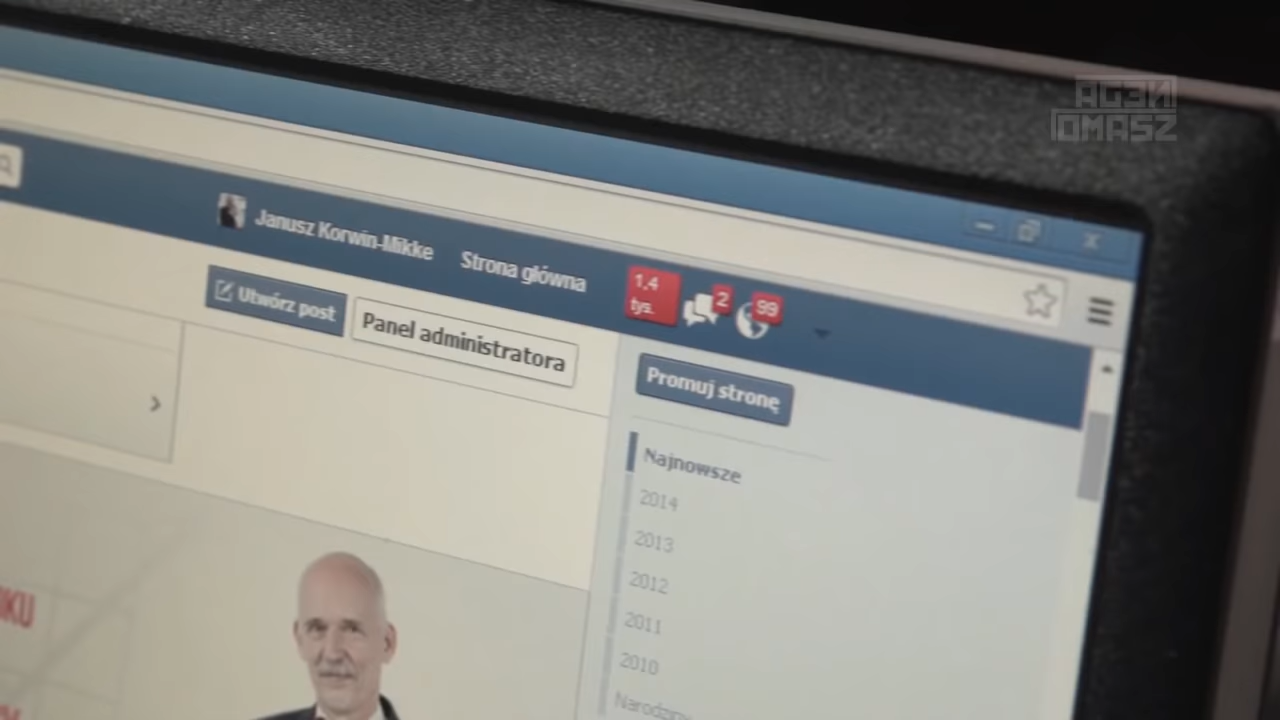 AGEN
TOMASZ
Janusz Korwin-Mikke
Strona główna
1,4
tys.
2
99
Utwórz post
Panel administratora
Promuj stronę
Najnowsze
2014
2013
2012
2011
2010